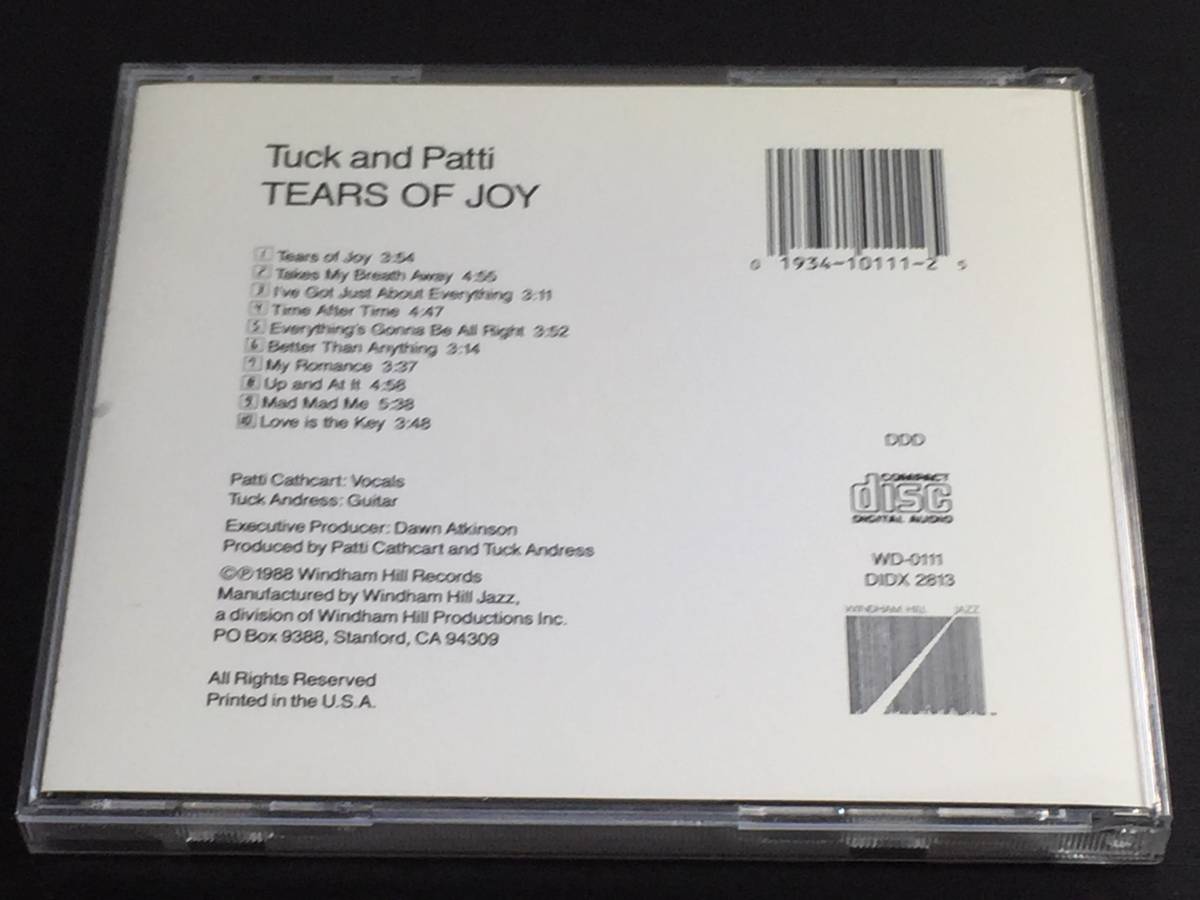 Tuck and Patti
TEARS OF JOY
1 Tears of Joy 3:54
2 Takes My Breath Away 4:55
3 I've Got Just About Everything 3:11
4 Time After Time 4:47
5 Everything's Gonna Be All Right 3:52
6 Better Than Anything 3:14
7 My Romance 3:37
8 Up and At It 4:58
9 Mad Mad Me 5:38
10 Love is the Key 3:48
Patti Cathcart: Vocals
Tuck Andress: Guitar
Executive Producer: Dawn Atkinson
Produced by Patti Cathcart and Tuck Andress
©℗1988 Windham Hill Records
Manufactured by Windham Hill Jazz,
a division of Windham Hill Productions Inc.
PO Box 9388, Stanford, CA 94309
All Rights Reserved
Printed in the U.S.A.
0 1934-10111-2 5
DDD
COMPACT
disc
DIGITAL AUDIO
WD-0111
DIDX 2813
WINDHAM HILL JAZZ